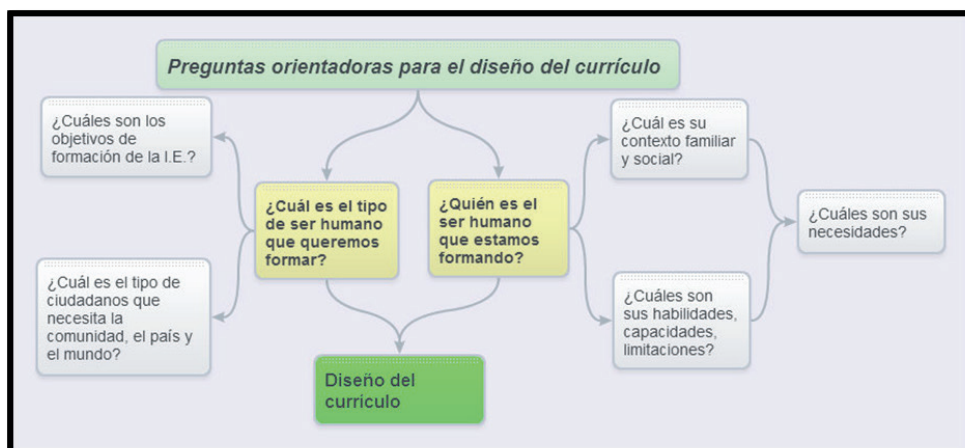 Preguntas orientadoras para el diseño del currículo
¿Cuáles son los
objetivos de
formación de la I.E.?
¿Cuál es el tipo de
ciudadanos que
necesita la
comunidad, el país y
el mundo?
¿Cuál es el tipo
de ser humano
que queremos
formar?
¿Quién es el
ser humano
que estamos
formando?
¿Cuál es su
contexto familiar
y social?
¿Cuáles son
sus habilidades,
capacidades,
limitaciones?
¿Cuáles son sus
necesidades?
Diseño del
currículo